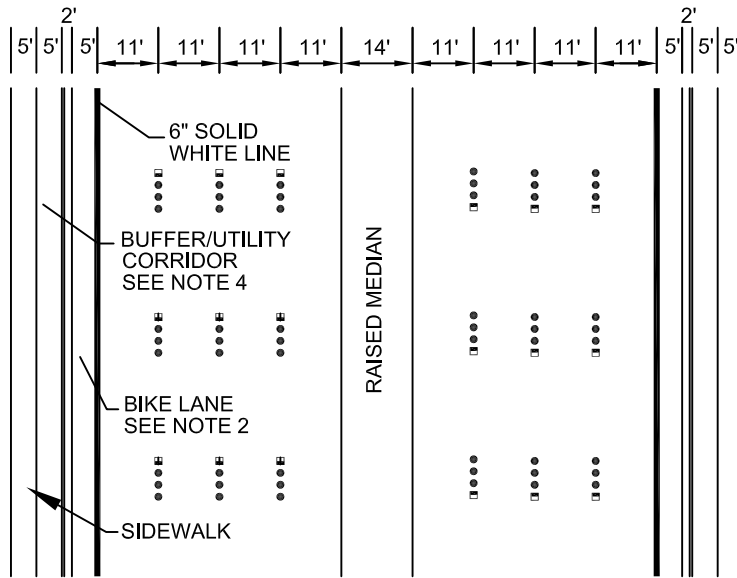 2' 2'
5' 5' 5' 11' 11' 11' 11' 14' 11' 11' 11' 11' 5' 5' 5'
6" SOLID
WHITE LINE
BUFFER/UTILITY
CORRIDOR
SEE NOTE 4
RAISED MEDIAN
BIKE LANE
SEE NOTE 2
SIDEWALK